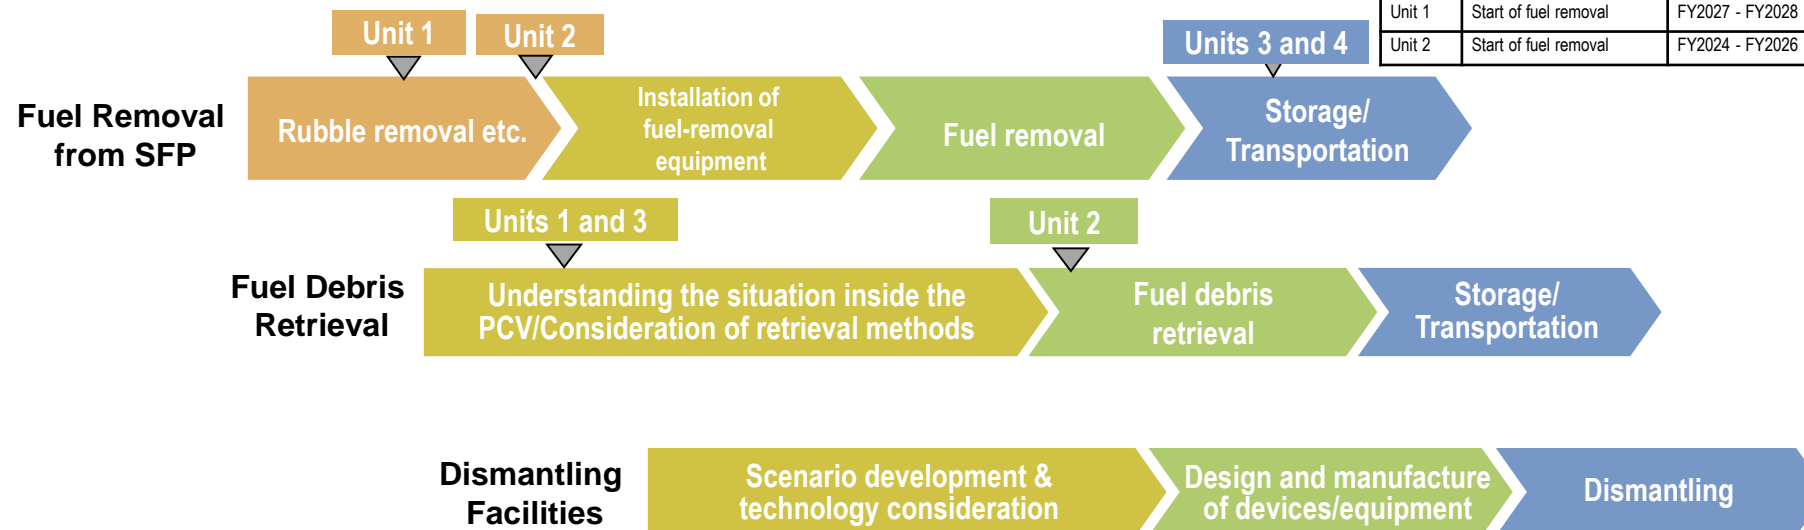 Unit 1 Start of fuel removal FY2027 - FY2028
Unit 2 Start of fuel removal FY2024 - FY2026
Unit 1
Unit 2
Units 3 and 4
Fuel Removal
from SFP
Rubble removal etc.
Installation of
fuel-removal
equipment
Fuel removal
Storage/
Transportation
Units 1 and 3
Unit 2
Fuel Debris
Retrieval
Understanding the situation inside the
PCV/Consideration of retrieval methods
Fuel debris
retrieval
Storage/
Transportation
Dismantling
Facilities
Scenario development &
technology consideration
Design and manufacture
of devices/equipment
Dismantling